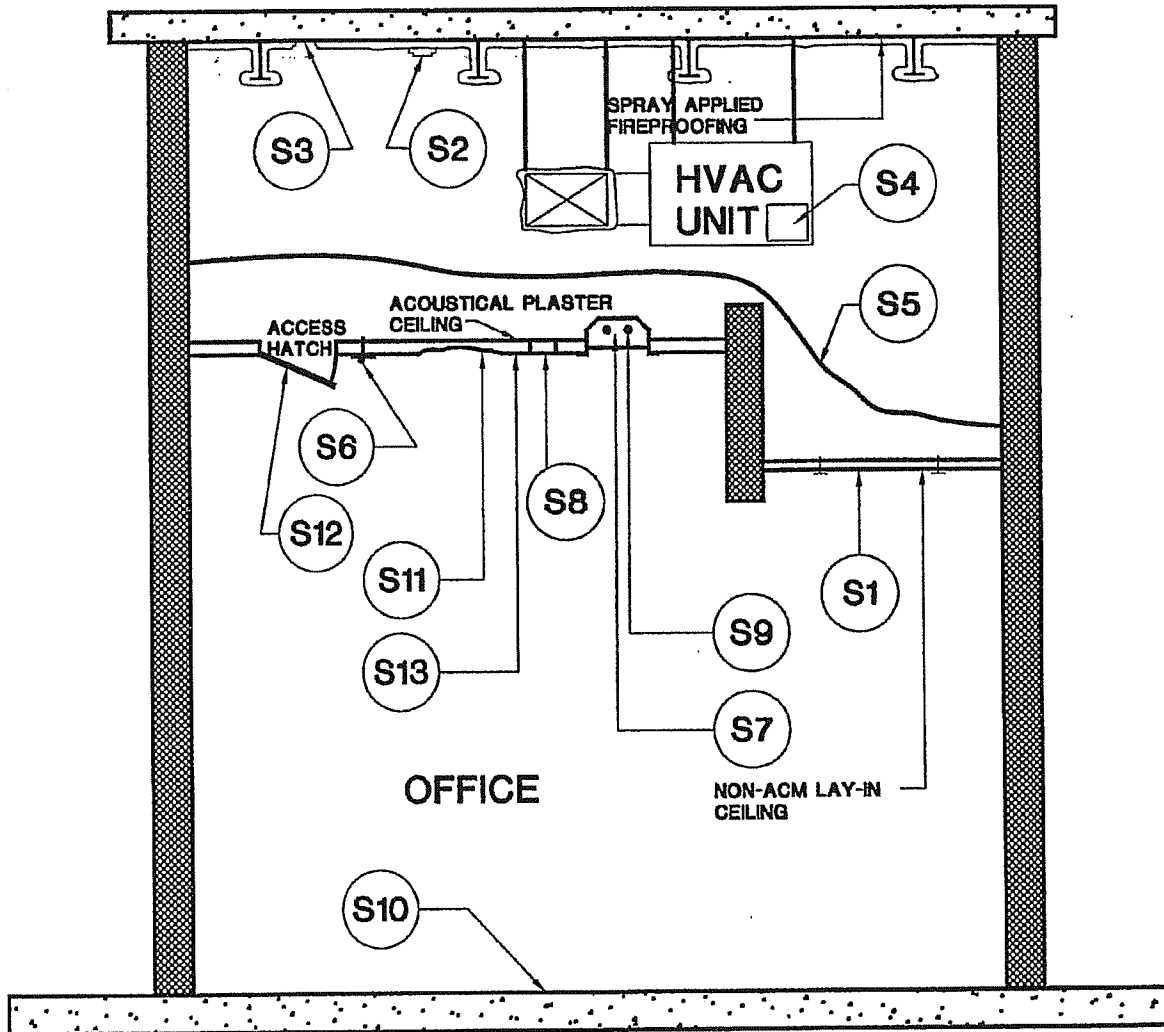 SPRAY APPLIED
FIREPROOFING
S3
S2
HVAC
UNIT
S4
S5
ACOUSTICAL PLASTER
CEILING
ACCESS
HATCH
S6
S8
S12
S11
S1
S9
S13
S7
OFFICE
NON-ACM LAY-IN
CEILING
S10